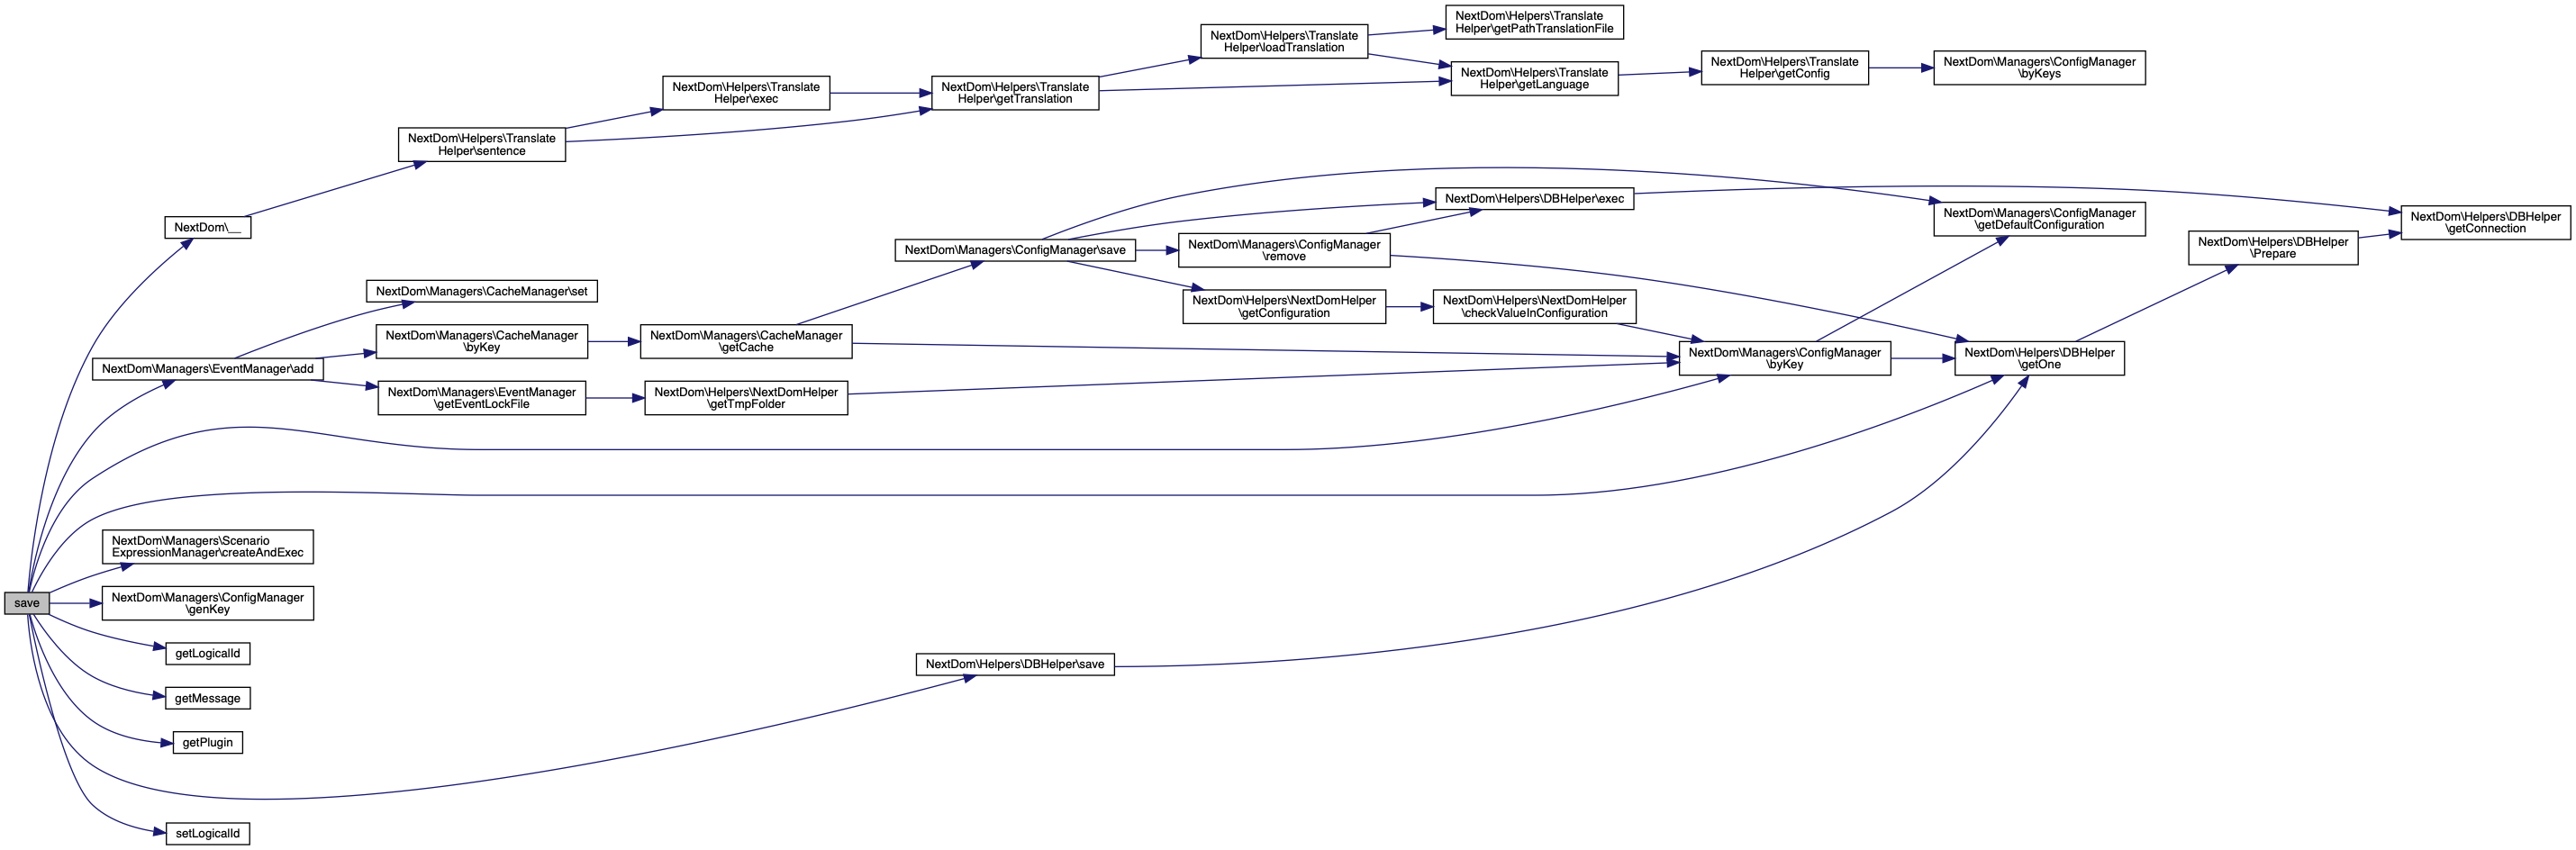 NextDom\Helpers\Translate
Helper\getPathTranslationFile
NextDom\Helpers\Translate
Helper\loadTranslation
NextDom\Helpers\Translate
Helper\getLanguage
NextDom\Helpers\Translate
Helper\getConfig
NextDom\Managers\ConfigManager
\byKeys
NextDom\Helpers\Translate
Helper\exec
NextDom\Helpers\Translate
Helper\getTranslation
NextDom\Helpers\Translate
Helper\sentence
NextDom\__
NextDom\Helpers\DBHelper\exec
NextDom\Managers\ConfigManager
\getDefaultConfiguration
NextDom\Helpers\DBHelper
\getConnection
NextDom\Managers\ConfigManager\save
NextDom\Managers\ConfigManager
\remove
NextDom\Helpers\DBHelper
\Prepare
NextDom\Managers\CacheManager\set
NextDom\Helpers\NextDomHelper
\getConfiguration
NextDom\Helpers\NextDomHelper
\checkValueInConfiguration
NextDom\Managers\CacheManager
\byKey
NextDom\Managers\CacheManager
\getCache
NextDom\Managers\ConfigManager
\byKey
NextDom\Helpers\DBHelper
\getOne
NextDom\Managers\EventManager\add
NextDom\Managers\EventManager
\getEventLockFile
NextDom\Helpers\NextDomHelper
\getTmpFolder
NextDom\Managers\Scenario
ExpressionManager\createAndExec
save
NextDom\Managers\ConfigManager
\genKey
getLogicalId
NextDom\Helpers\DBHelper\save
getMessage
getPlugin
setLogicalId